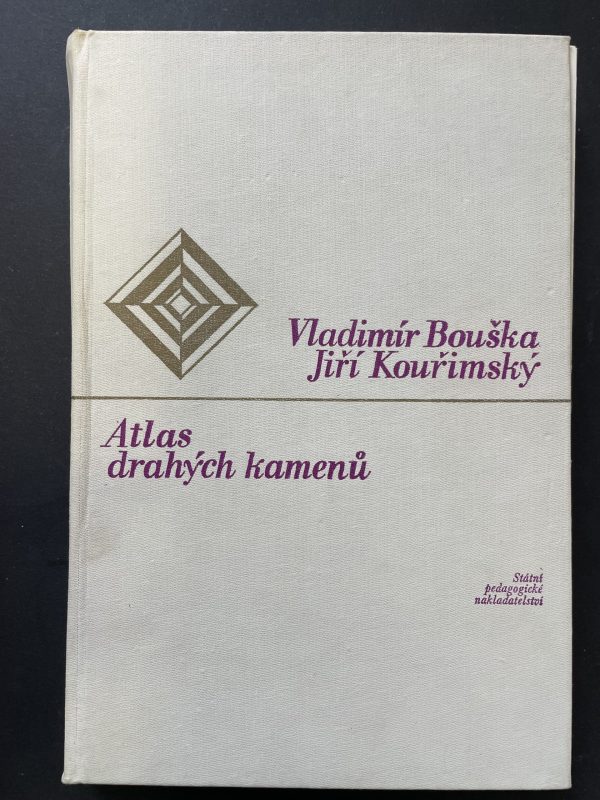 Vladimír Bouška
Jiří Kouřimský
Atlas
drahých kamenů
Státní
pedagogické
nakladatelství